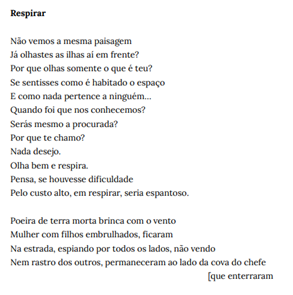 Respirar
Não vemos a mesma paisagem
Já olhastes as ilhas aí em frente?
Por que olhas somente o que é teu?
Se sentisses como é habitado o espaço
E como nada pertence a ninguém...
Quando foi que nos conhecemos?
Serás mesmo a procurada?
Por que te chamo?
Nada desejo.
Olha bem e respira.
Pensa, se houvesse dificuldade
Pelo custo alto, em respirar, seria espantoso.
Poeira de terra morta brinca com o vento
Mulher com filhos embrulhados, ficaram
Na estrada, espiando por todos os lados, não vendo
Nem rastro dos outros, permaneceram ao lado da cova do chefe
[que enterraram